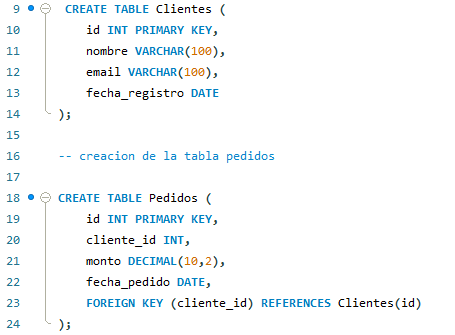 9 CREATE TABLE Clientes (
10 id INT PRIMARY KEY,
11 nombre VARCHAR(100),
12 email VARCHAR(100),
13 fecha_registro DATE
14 );
15
16 -- creacion de la tabla pedidos
17
18 CREATE TABLE Pedidos (
19 id INT PRIMARY KEY,
20 cliente_id INT,
21 monto DECIMAL(10,2),
22 fecha_pedido DATE,
23 FOREIGN KEY (cliente_id) REFERENCES Clientes(id)
24 );